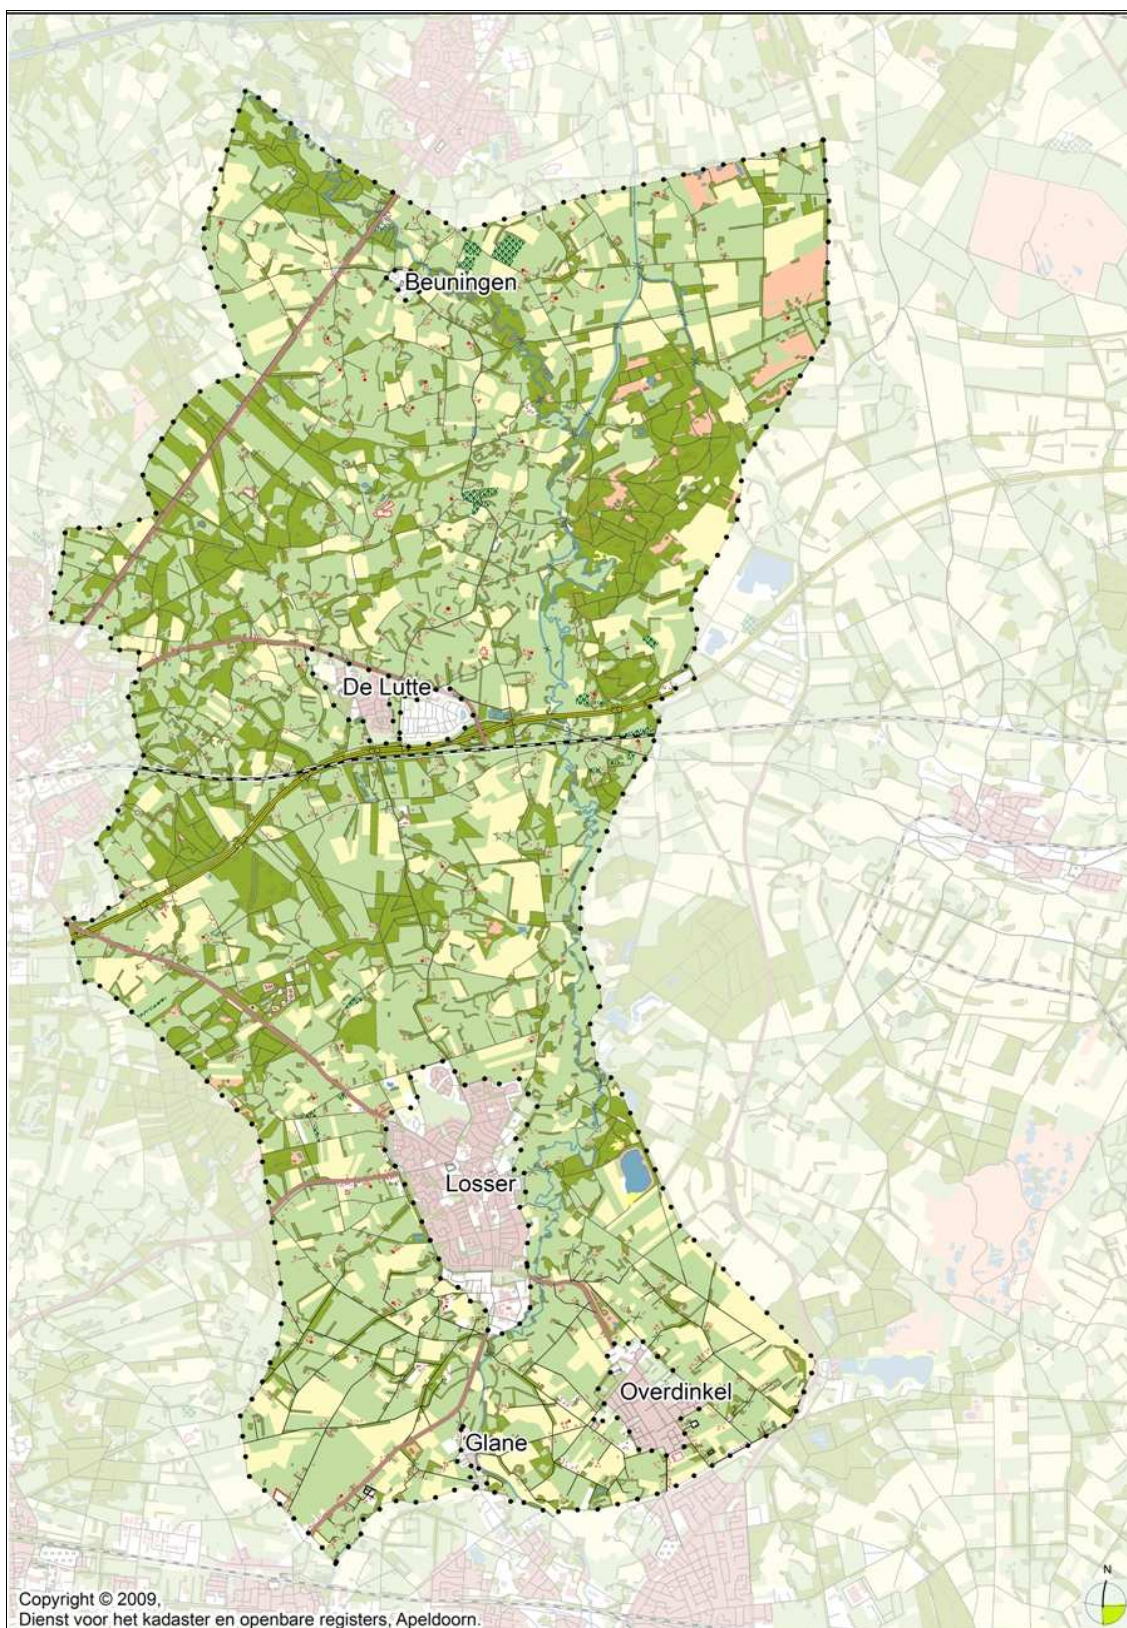 Beuningen
De Lutte
Losser
Overdinkel
Glane
N
Copyright © 2009,
Dienst voor het kadaster en openbare registers, Apeldoorn.